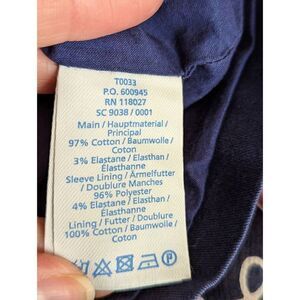 T0033
P.O. 600945
RN 118027
SC 9038 / 0001
Main / Hauptmaterial /
Principal
97% Cotton / Baumwolle /
Coton
3% Elastane / Elasthan /
Élasthanne
Sleeve Lining / Ärmelfutter
/ Doublure Manches
96% Polyester
4% Elastane / Elasthan /
Élasthanne
Lining / Futter / Doublure
100% Cotton / Baumwolle /
Coton